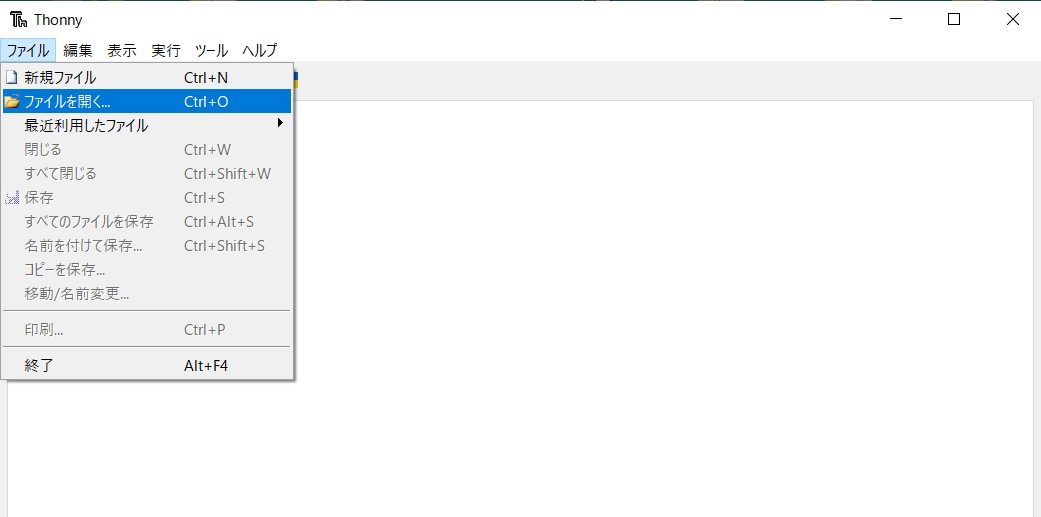 Thonny
ファイル 編集 表示 実行 ツール ヘルプ
新規ファイル Ctrl+N
ファイルを開く... Ctrl+O
最近利用したファイル
閉じる Ctrl+W
すべて閉じる Ctrl+Shift+W
保存 Ctrl+S
すべてのファイルを保存 Ctrl+Alt+S
名前を付けて保存... Ctrl+Shift+S
コピーを保存...
移動/名前変更...
印刷... Ctrl+P
終了 Alt+F4